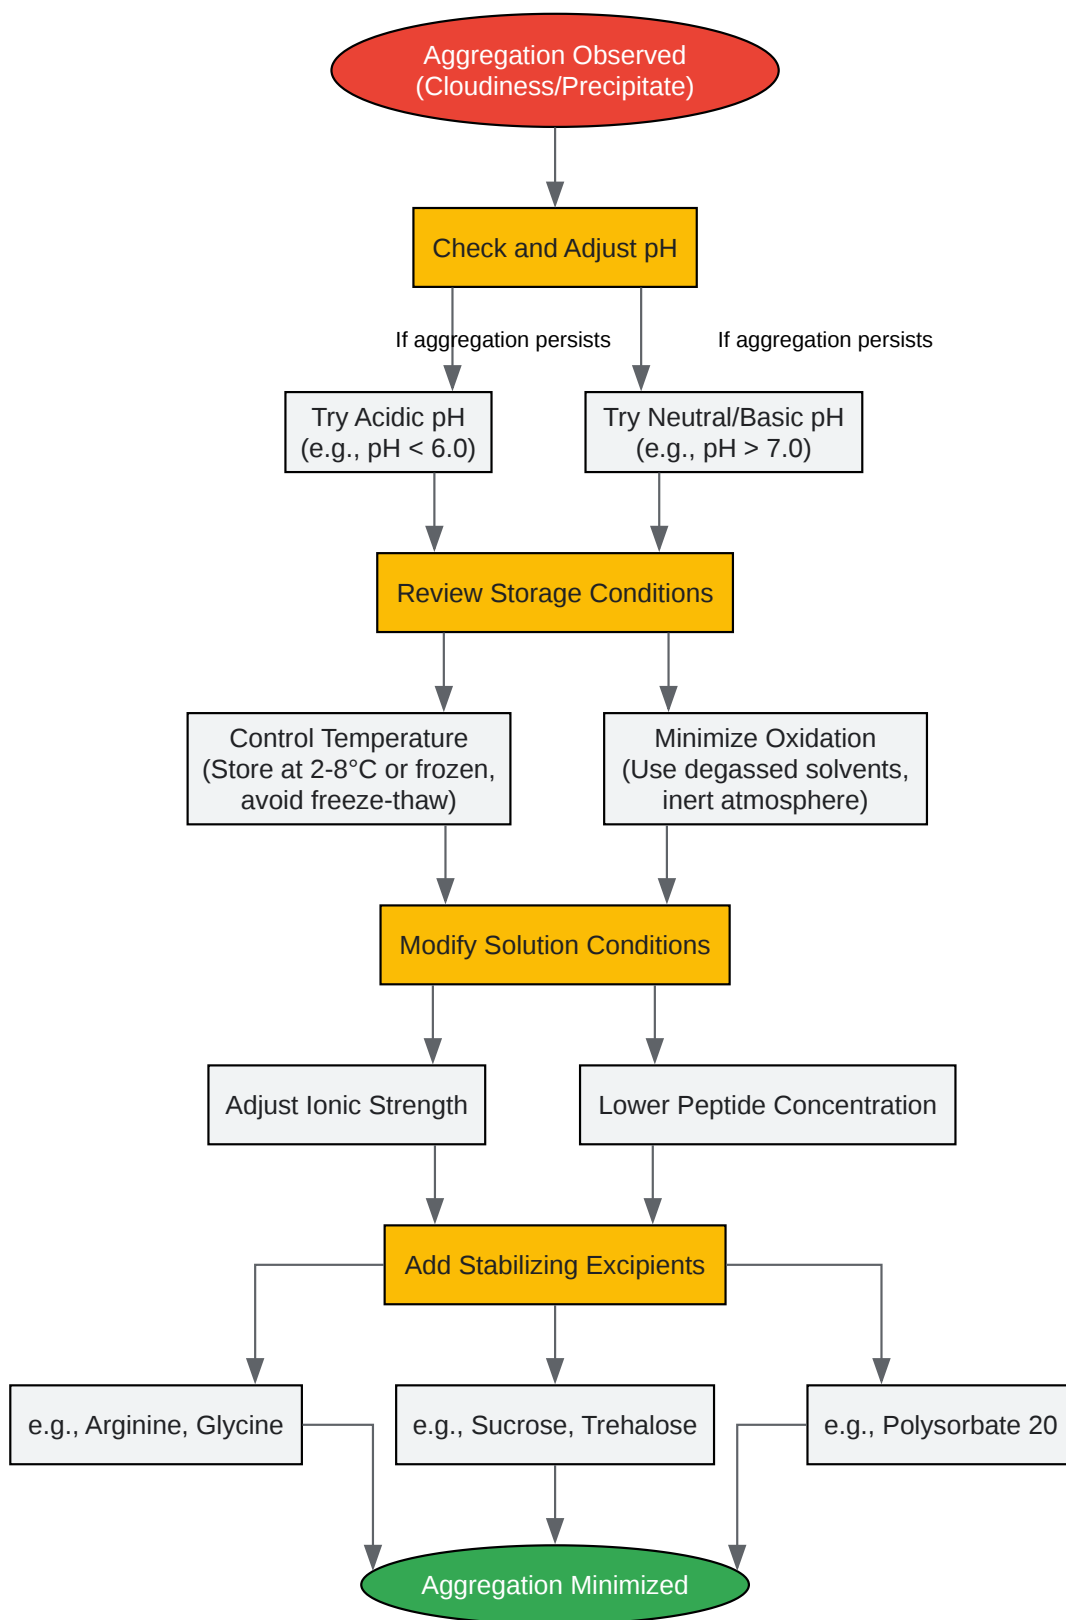 Aggregation Observed
(Cloudiness/Precipitate)
Check and Adjust pH
If aggregation persists
If aggregation persists
Try Acidic pH
(e.g., pH < 6.0)
Try Neutral/Basic pH
(e.g., pH > 7.0)
Review Storage Conditions
Control Temperature
(Store at 2-8°C or frozen,
avoid freeze-thaw)
Minimize Oxidation
(Use degassed solvents,
inert atmosphere)
Modify Solution Conditions
Adjust Ionic Strength
Lower Peptide Concentration
Add Stabilizing Excipients
e.g., Arginine, Glycine
e.g., Sucrose, Trehalose
e.g., Polysorbate 20
Aggregation Minimized